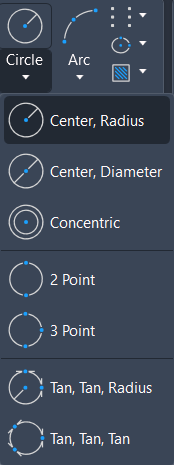 Circle Arc
Center, Radius
Center, Diameter
Concentric
2 Point
3 Point
Tan, Tan, Radius
Tan, Tan, Tan